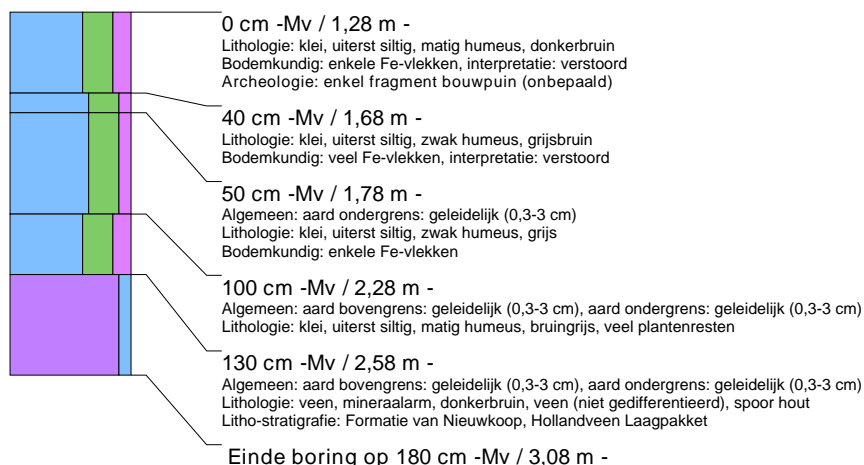 0 cm -Mv / 1,28 m -
Lithologie: klei, uiterst siltig, matig humeus, donkerbruin
Bodemkundig: enkele Fe-vlekken, interpretatie: verstoord
Archeologie: enkel fragment bouwpuin (onbepaald)
40 cm -Mv / 1,68 m -
Lithologie: klei, uiterst siltig, zwak humeus, grijsbruin
Bodemkundig: veel Fe-vlekken, interpretatie: verstoord
50 cm -Mv / 1,78 m -
Algemeen: aard ondergrens: geleidelijk (0,3-3 cm)
Lithologie: klei, uiterst siltig, zwak humeus, grijs
Bodemkundig: enkele Fe-vlekken
100 cm -Mv / 2,28 m -
Algemeen: aard bovengrens: geleidelijk (0,3-3 cm), aard ondergrens: geleidelijk (0,3-3 cm)
Lithologie: klei, uiterst siltig, matig humeus, bruingrijs, veel plantenresten
130 cm -Mv / 2,58 m -
Algemeen: aard bovengrens: geleidelijk (0,3-3 cm), aard ondergrens: geleidelijk (0,3-3 cm)
Lithologie: veen, mineraalarm, donkerbruin, veen (niet gedifferentieerd), spoor hout
Litho-stratigrafie: Formatie van Nieuwkoop, Hollandveen Laagpakket
Einde boring op 180 cm -Mv / 3,08 m -